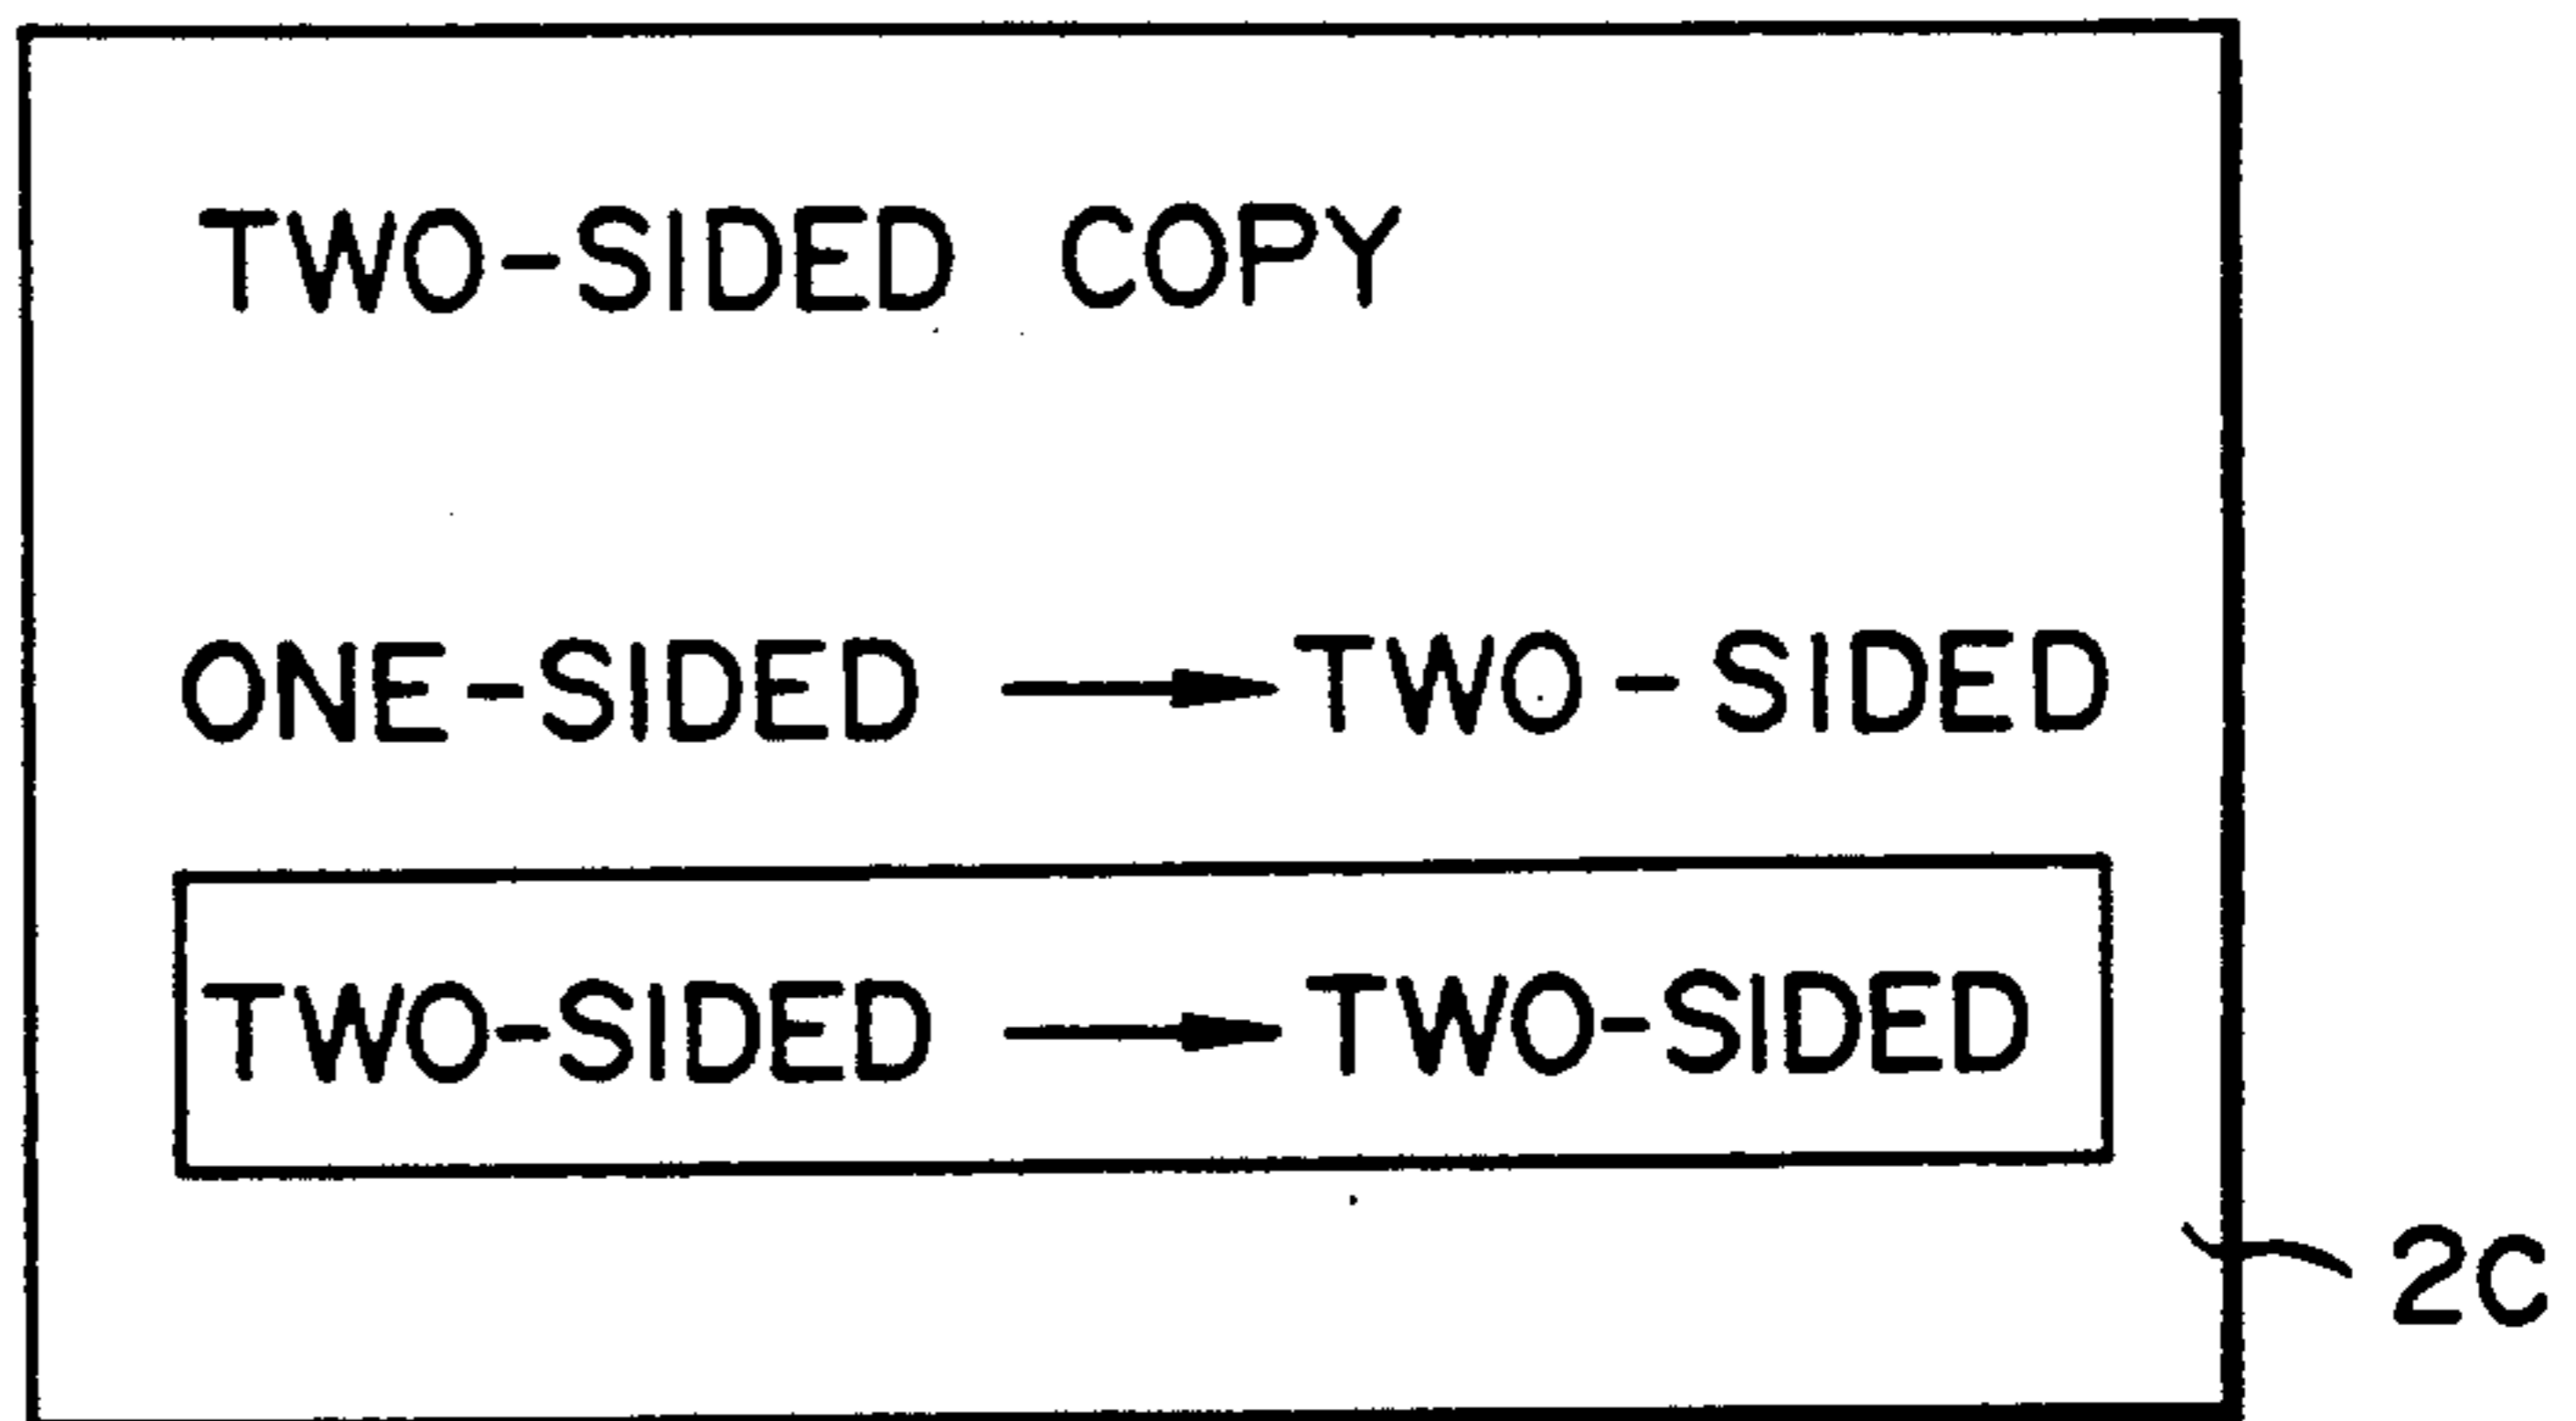 TWO-SIDED COPY
ONE-SIDED → TWO-SIDED
TWO-SIDED → TWO-SIDED
2C